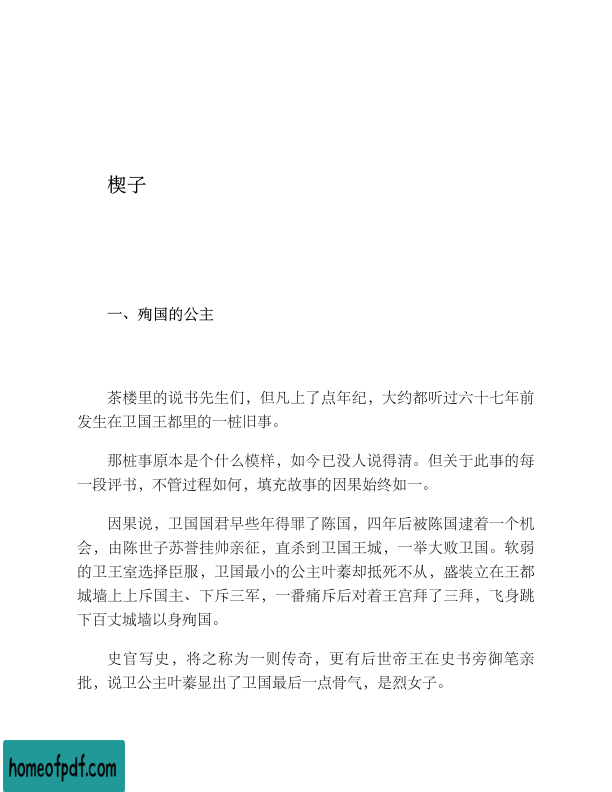 楔子
一、殉国的公主
茶楼里的说书先生们，但凡上了点年纪，大约都听过六十七年前
发生在卫国王都里的一桩旧事。
那桩事原本是个什么模样，如今已没人说得清。但关于此事的每
一段评书，不管过程如何，填充故事的因果始终如一。
因果说，卫国国君早些年得罪了陈国，四年后被陈国逮着一个机
会，由陈世子苏誉挂帅亲征，直杀到卫国王城，一举大败卫国。软弱
的卫王室选择臣服，卫国最小的公主叶蓁却抵死不从，盛装立在王都
城墙上上斥国主、下斥三军，一番痛斥后对着王宫拜了三拜，飞身跳
下百丈城墙以身殉国。
史官写史，将之称为一则传奇，更有后世帝王在史书旁御笔亲
批，说卫公主叶蓁显出了卫国最后一点骨气，是烈女子。
homeofpdf.com